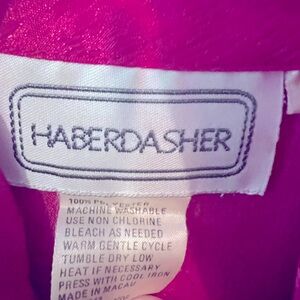 HABERDASHER
100% POLYESTER
MACHINE WASHABLE
USE NON CHLORINE
BLEACH AS NEEDED
WARM GENTLE CYCLE
TUMBLE DRY LOW
HEAT IF NECESSARY
PRESS WITH COOL IRON
MADE IN MACAU